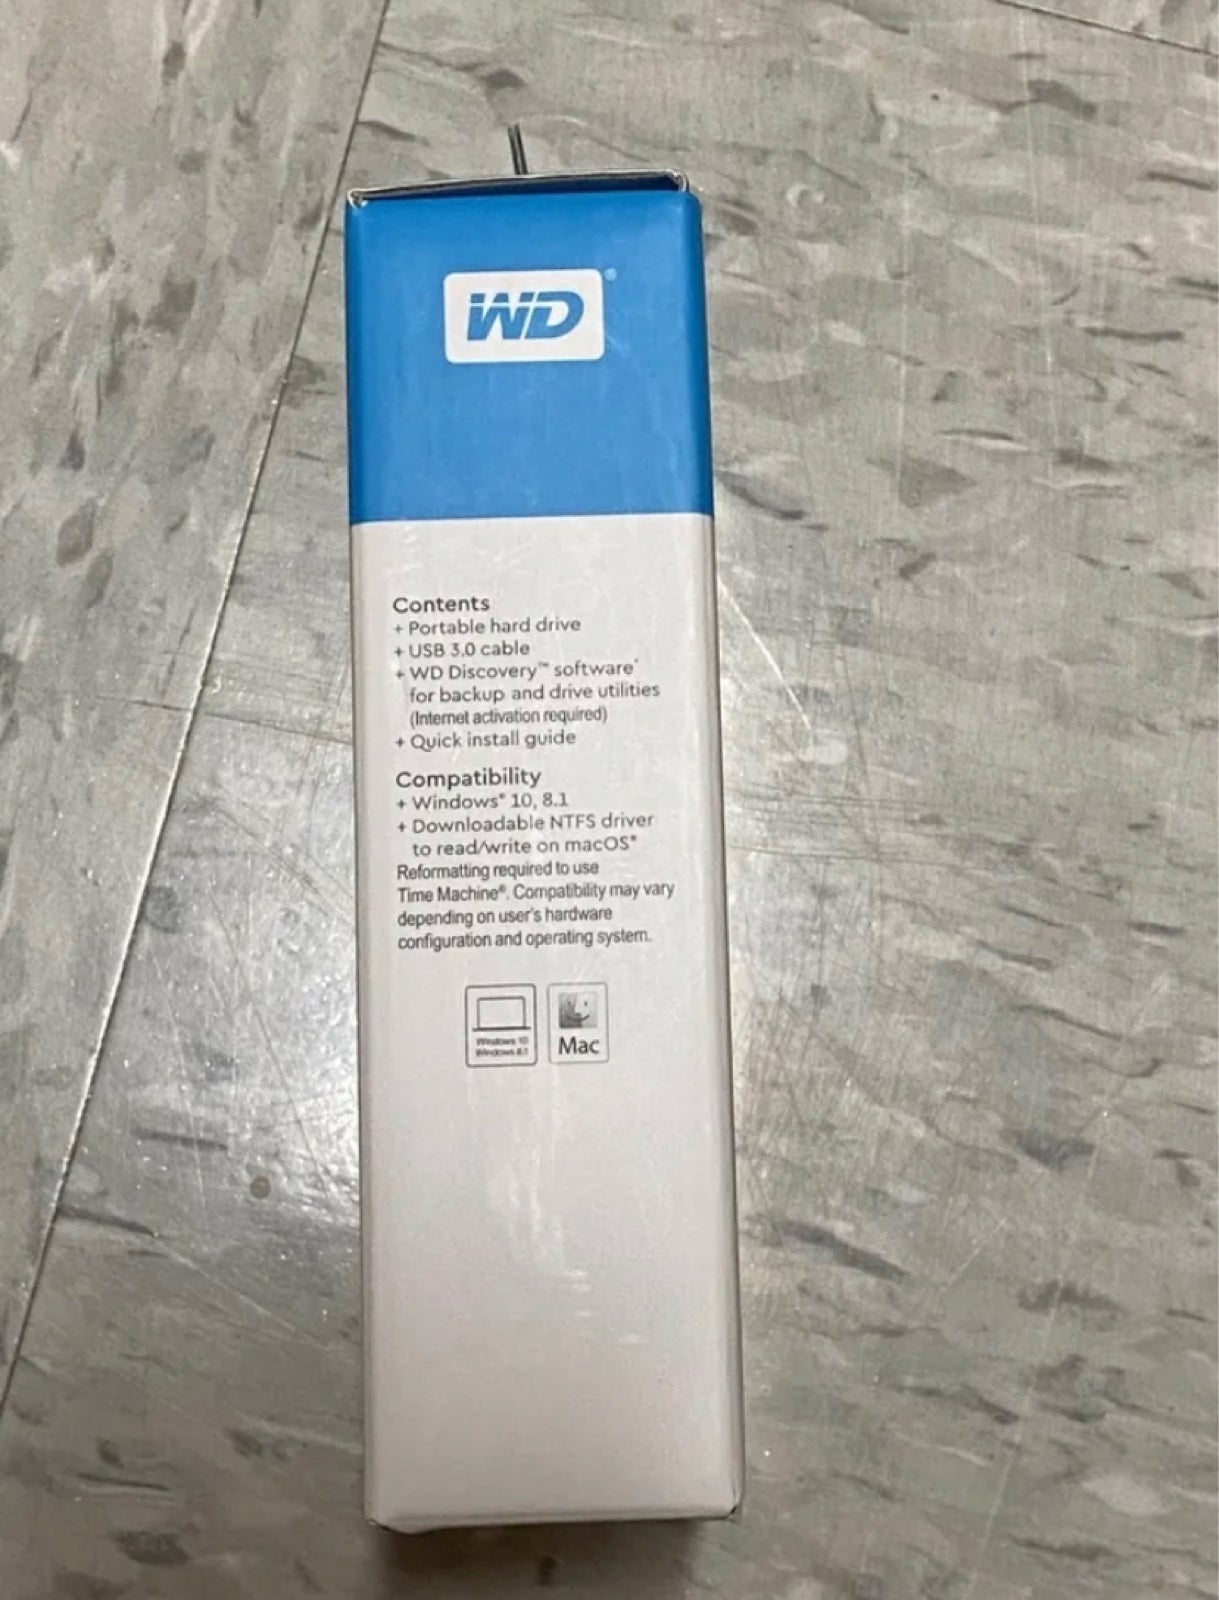 WD®
Contents
+ Portable hard drive
+ USB 3.0 cable
+ WD Discovery™ software*
for backup and drive utilities
(Internet activation required)
+ Quick install guide
Compatibility
+ Windows® 10, 8.1
+ Downloadable NTFS driver
to read/write on macOS®
Reformatting required to use
Time Machine®. Compatibility may vary
depending on user's hardware
configuration and operating system.
Windows 10
Windows 8.1
Mac